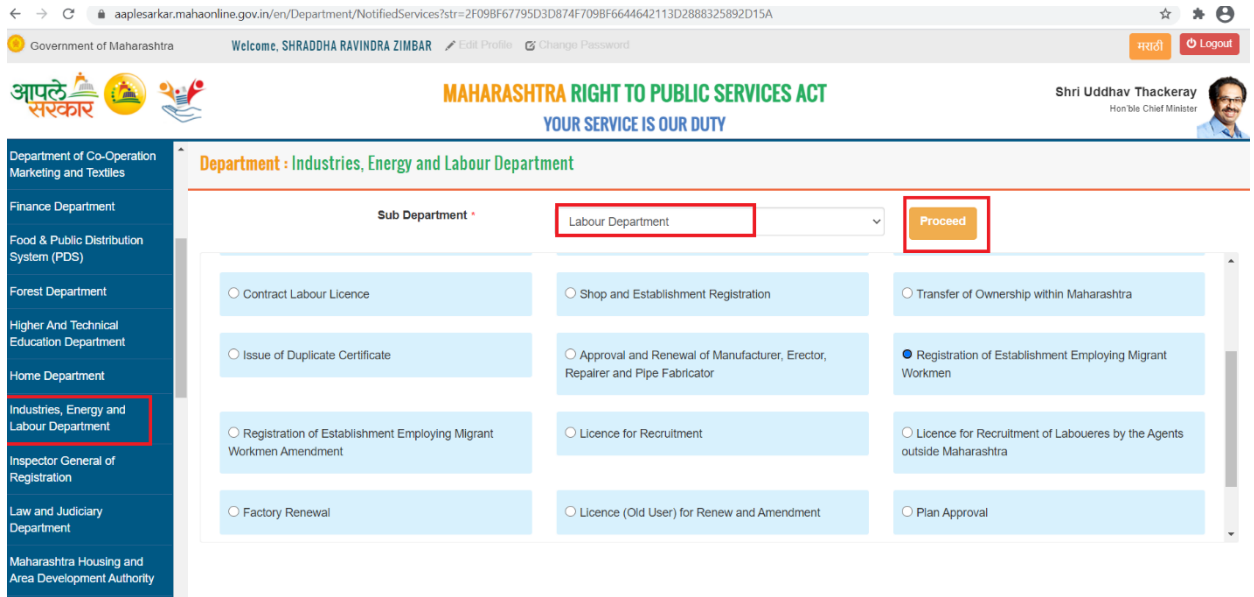 aaplesarkar.mahaonline.gov.in/en/Department/NotifiedServices?str=2F09BF67795D3D874F709BF6644642113D2888325892D15A
Government of Maharashtra
Welcome, SHRADDHA RAVINDRA ZIMBAR
Edit Profile
Change Password
मराठी
Logout
आपले
सरकार
MAHARASHTRA RIGHT TO PUBLIC SERVICES ACT
YOUR SERVICE IS OUR DUTY
Shri Uddhav Thackeray
Hon'ble Chief Minister
Department of Co-Operation
Marketing and Textiles
Finance Department
Food & Public Distribution
System (PDS)
Forest Department
Higher And Technical
Education Department
Home Department
Industries, Energy and
Labour Department
Inspector General of
Registration
Law and Judiciary
Department
Maharashtra Housing and
Area Development Authority
Department : Industries, Energy and Labour Department
Sub Department *
Labour Department
Proceed
Contract Labour Licence
Shop and Establishment Registration
Transfer of Ownership within Maharashtra
Issue of Duplicate Certificate
Approval and Renewal of Manufacturer, Erector,
Repairer and Pipe Fabricator
Registration of Establishment Employing Migrant
Workmen
Registration of Establishment Employing Migrant
Workmen Amendment
Licence for Recruitment
Licence for Recruitment of Laboueres by the Agents
outside Maharashtra
Factory Renewal
Licence (Old User) for Renew and Amendment
Plan Approval